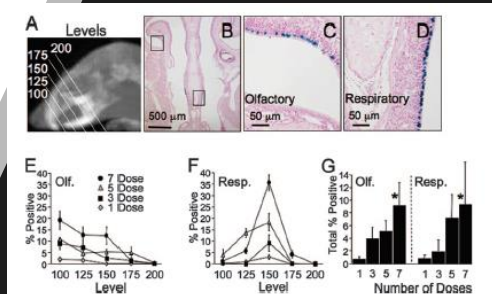 A
Levels
200
175
150
125
100
B
500 μm
C
Olfactory
50 μm
D
Respiratory
50 μm
E
Olf.
7 Dose
5 Dose
3 Dose
1 Dose
% Positive
40
35
30
25
20
15
10
5
0
100 125 150 175 200
Level
F
Resp.
% Positive
40
35
30
25
20
15
10
5
0
100 125 150 175 200
Level
G
Olf.
Resp.
* *
Total % Positive
14
12
10
8
6
4
2
0
1 3 5 7 1 3 5 7
Number of Doses